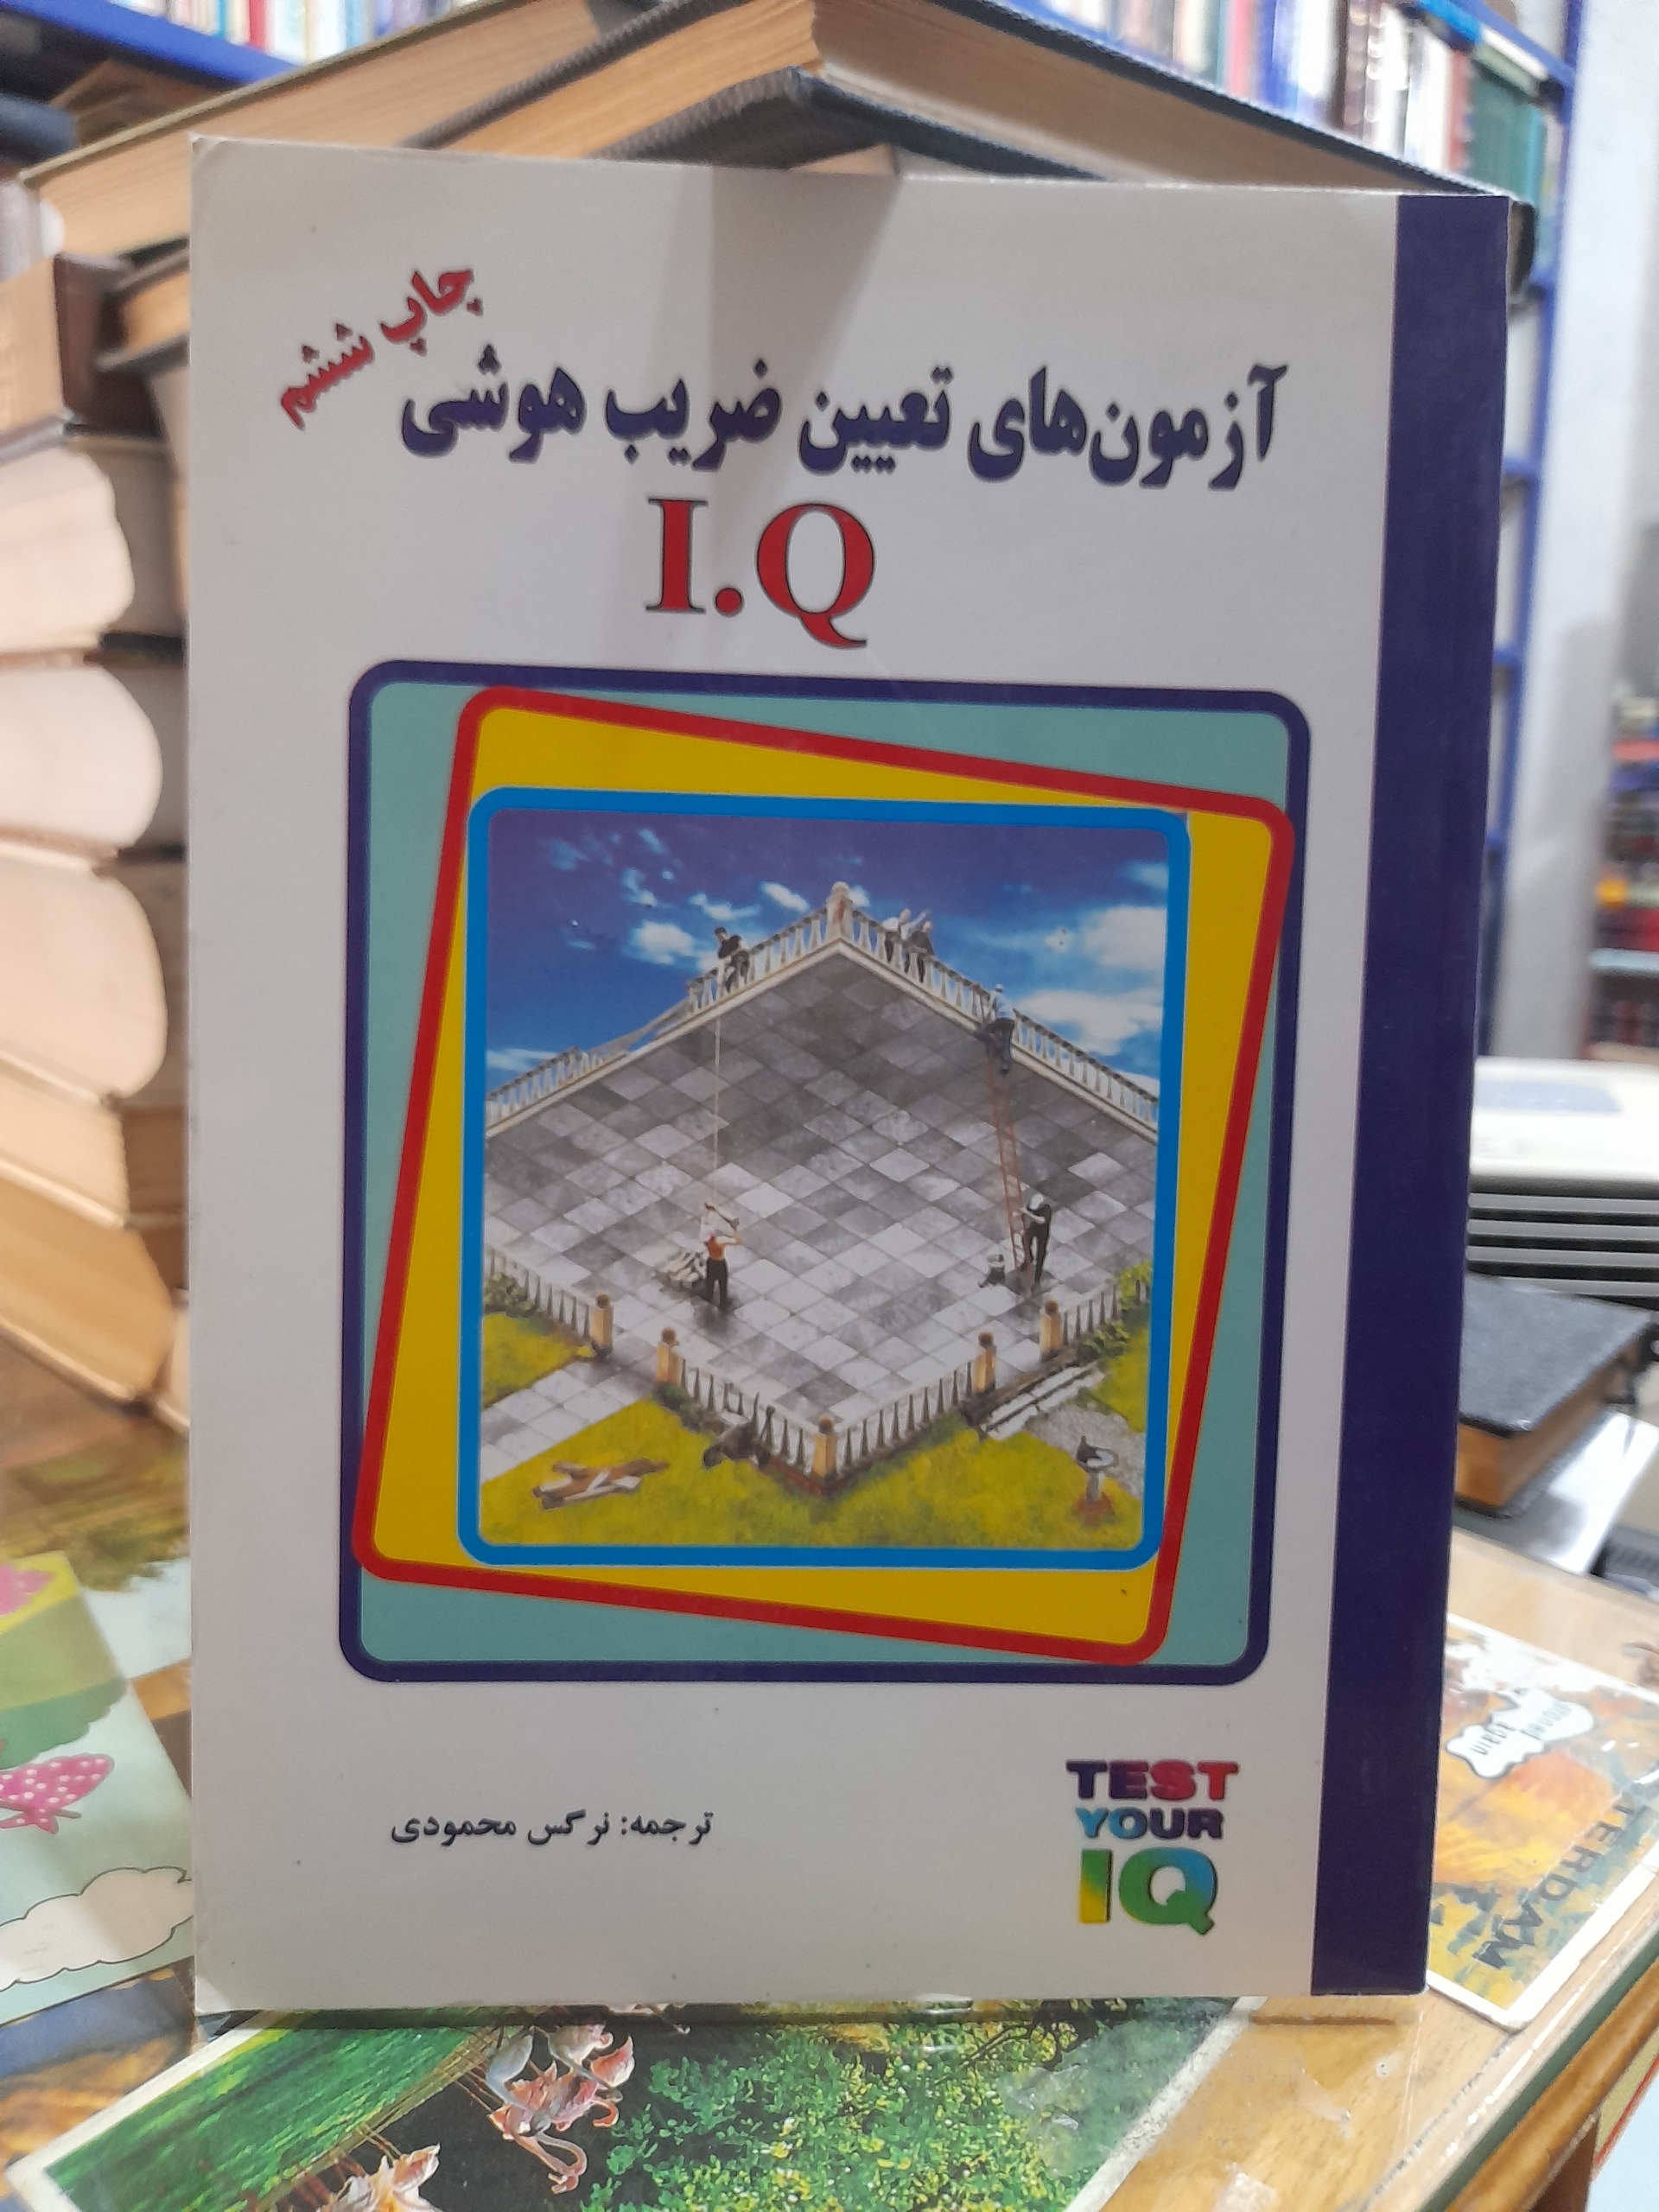 چاپ ششم
آزمون‌های تعیین ضریب هوشی
I.Q
ترجمه: نرگس محمودی
TEST
YOUR
IQ